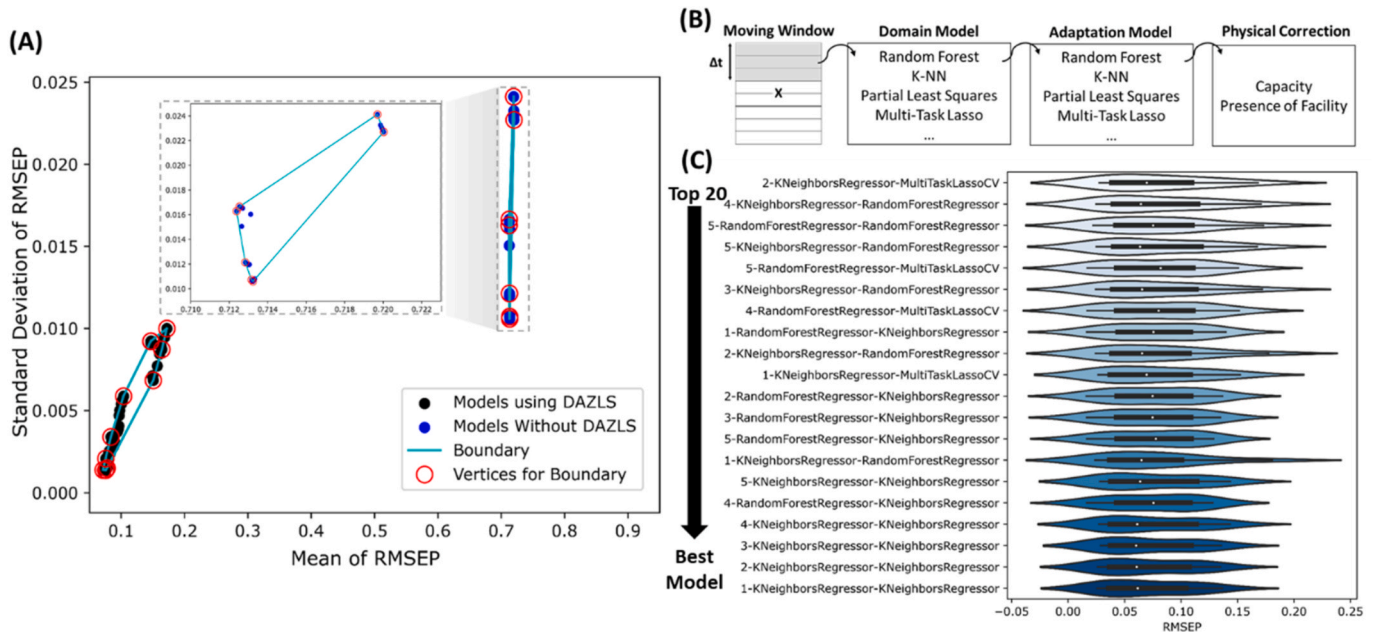 (A)
0.025
0.020
0.015
0.010
0.005
0.000
Standard Deviation of RMSEP
0.024
0.022
0.020
0.018
0.016
0.014
0.012
0.010
0.710
0.712
0.714
0.716
0.718
0.720
0.722
Models using DAZLS
Models Without DAZLS
Boundary
Vertices for Boundary
0.1
0.2
0.3
0.4
0.5
0.6
0.7
0.8
0.9
Mean of RMSEP
(B)
Moving Window
Δt
X
Domain Model
Random Forest
K-NN
Partial Least Squares
Multi-Task Lasso
...
Adaptation Model
Random Forest
K-NN
Partial Least Squares
Multi-Task Lasso
...
Physical Correction
Capacity
Presence of Facility
(C)
Top 20
Best
Model
2-KNeighborsRegressor-MultiTaskLassoCV
4-KNeighborsRegressor-RandomForestRegressor
5-RandomForestRegressor-RandomForestRegressor
5-KNeighborsRegressor-RandomForestRegressor
5-RandomForestRegressor-MultiTaskLassoCV
3-KNeighborsRegressor-RandomForestRegressor
4-RandomForestRegressor-MultiTaskLassoCV
1-RandomForestRegressor-KNeighborsRegressor
2-KNeighborsRegressor-RandomForestRegressor
1-KNeighborsRegressor-MultiTaskLassoCV
2-RandomForestRegressor-KNeighborsRegressor
3-RandomForestRegressor-KNeighborsRegressor
5-RandomForestRegressor-KNeighborsRegressor
1-KNeighborsRegressor-RandomForestRegressor
5-KNeighborsRegressor-KNeighborsRegressor
4-RandomForestRegressor-KNeighborsRegressor
4-KNeighborsRegressor-KNeighborsRegressor
3-KNeighborsRegressor-KNeighborsRegressor
2-KNeighborsRegressor-KNeighborsRegressor
1-KNeighborsRegressor-KNeighborsRegressor
−0.05
0.00
0.05
0.10
0.15
0.20
0.25
RMSEP